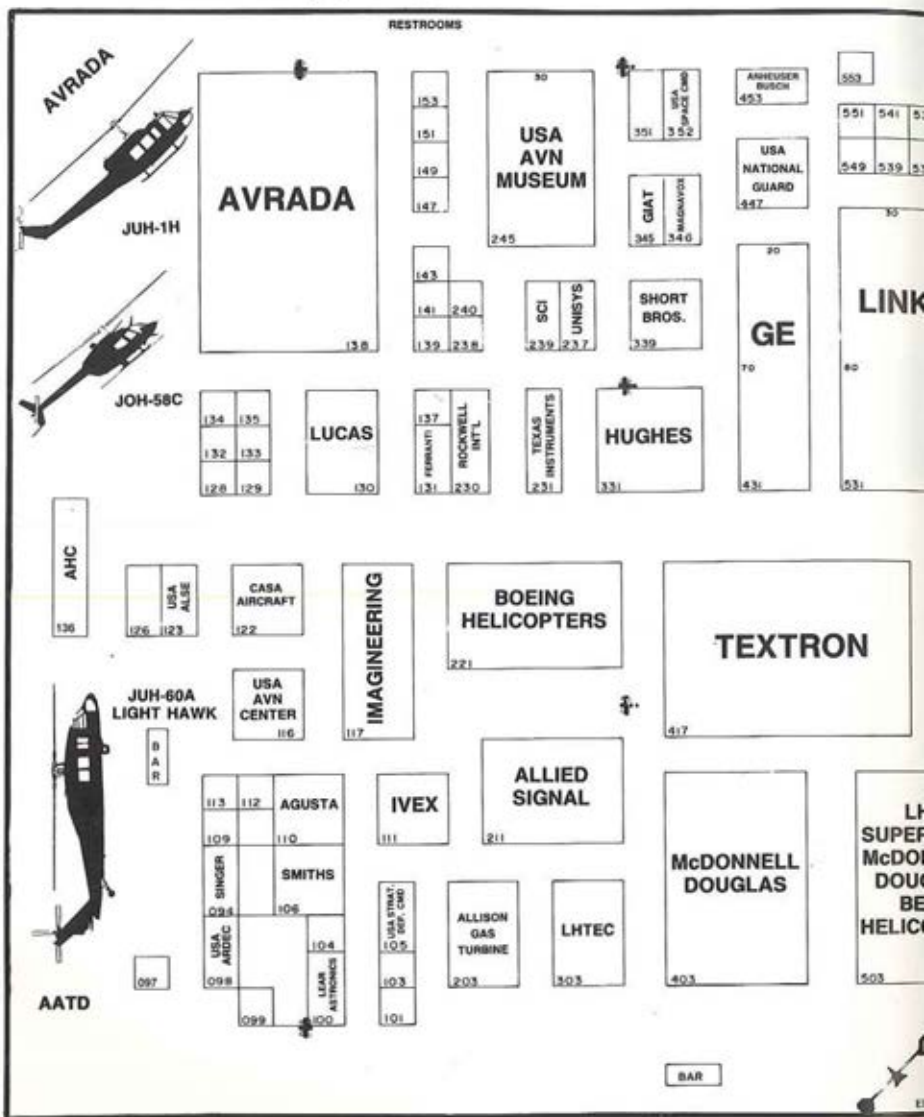 RESTROOMS
AVRADA
JUH-1H
JOH-58C
AVRADA
138
153
151
149
147
143
141
240
139
238
30
USA
AVN
MUSEUM
245
351
USA
SPACE CMD
352
GIAT
345
MAGNAVOX
346
SCI
239
UNISYS
237
SHORT
BROS.
339
ANHEUSER
BUSCH
453
USA
NATIONAL
GUARD
447
20
GE
70
431
553
551
541
549
539
30
LINK
80
531
134
135
132
133
128
129
LUCAS
130
137
FERRANTI
131
ROCKWELL
INT'L
230
TEXAS
INSTRUMENTS
231
HUGHES
331
AHC
136
126
USA
ALSE
123
CASA
AIRCRAFT
122
IMAGINEERING
117
BOEING
HELICOPTERS
221
TEXTRON
417
USA
AVN
CENTER
116
JUH-60A
LIGHT HAWK
BAR
AATD
097
113
112
AGUSTA
109
110
SINGER
094
SMITHS
106
USA
ARDEC
098
104
LEAR
ASTRONICS
099
100
IVEX
111
ALLIED
SIGNAL
211
USA STRAT.
DEF. CMD
105
103
101
ALLISON
GAS
TURBINE
203
LHTEC
303
McDONNELL
DOUGLAS
403
LH
SUPER
McDO
DOUG
BE
HELICO
503
BAR